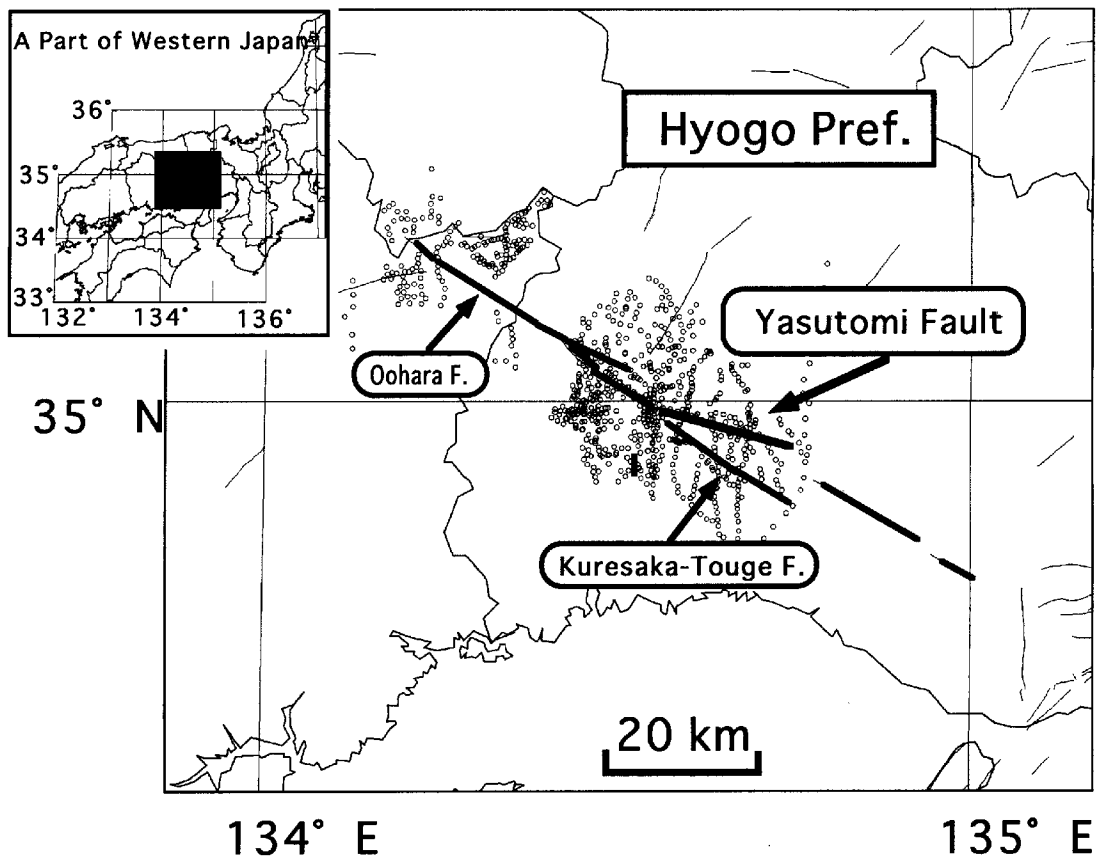 A Part of Western Japan
36°
35°
34°
33°
132° 134° 136°
Hyogo Pref.
Yasutomi Fault
Oohara F.
35° N
Kuresaka-Touge F.
20 km
134° E
135° E